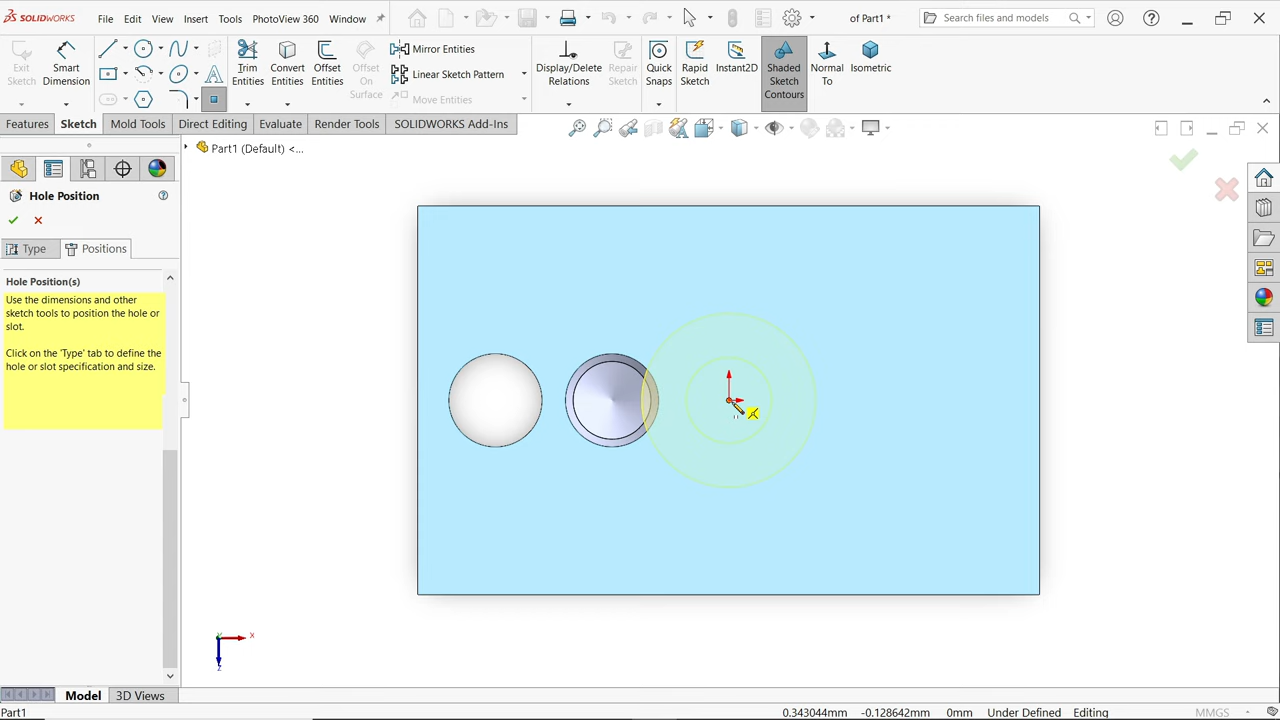 SOLIDWORKS
File
Edit
View
Insert
Tools
PhotoView 360
Window
of Part1 *
Search files and models
Exit
Sketch
Smart
Dimension
Trim
Entities
Convert
Entities
Offset
Entities
Offset
On
Surface
Mirror Entities
Linear Sketch Pattern
Move Entities
Display/Delete
Relations
Repair
Sketch
Quick
Snaps
Rapid
Sketch
Instant2D
Shaded
Sketch
Contours
Normal
To
Isometric
Features
Sketch
Mold Tools
Direct Editing
Evaluate
Render Tools
SOLIDWORKS Add-Ins
Part1 (Default) <...
Hole Position
Type
Positions
Hole Position(s)
Use the dimensions and other
sketch tools to position the hole or
slot.
Click on the 'Type' tab to define the
hole or slot specification and size.
Y
X
Z
Model
3D Views
Part1
0.343044mm
-0.128642mm
0mm
Under Defined
Editing
MMGS